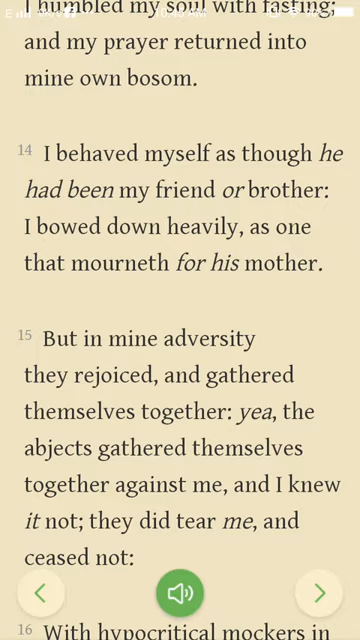 I humbled my soul with fasting;
and my prayer returned into
mine own bosom.
14 I behaved myself as though he
had been my friend or brother:
I bowed down heavily, as one
that mourneth for his mother.
15 But in mine adversity
they rejoiced, and gathered
themselves together: yea, the
abjects gathered themselves
together against me, and I knew
it not; they did tear me, and
ceased not:
16 With hypocritical mockers in